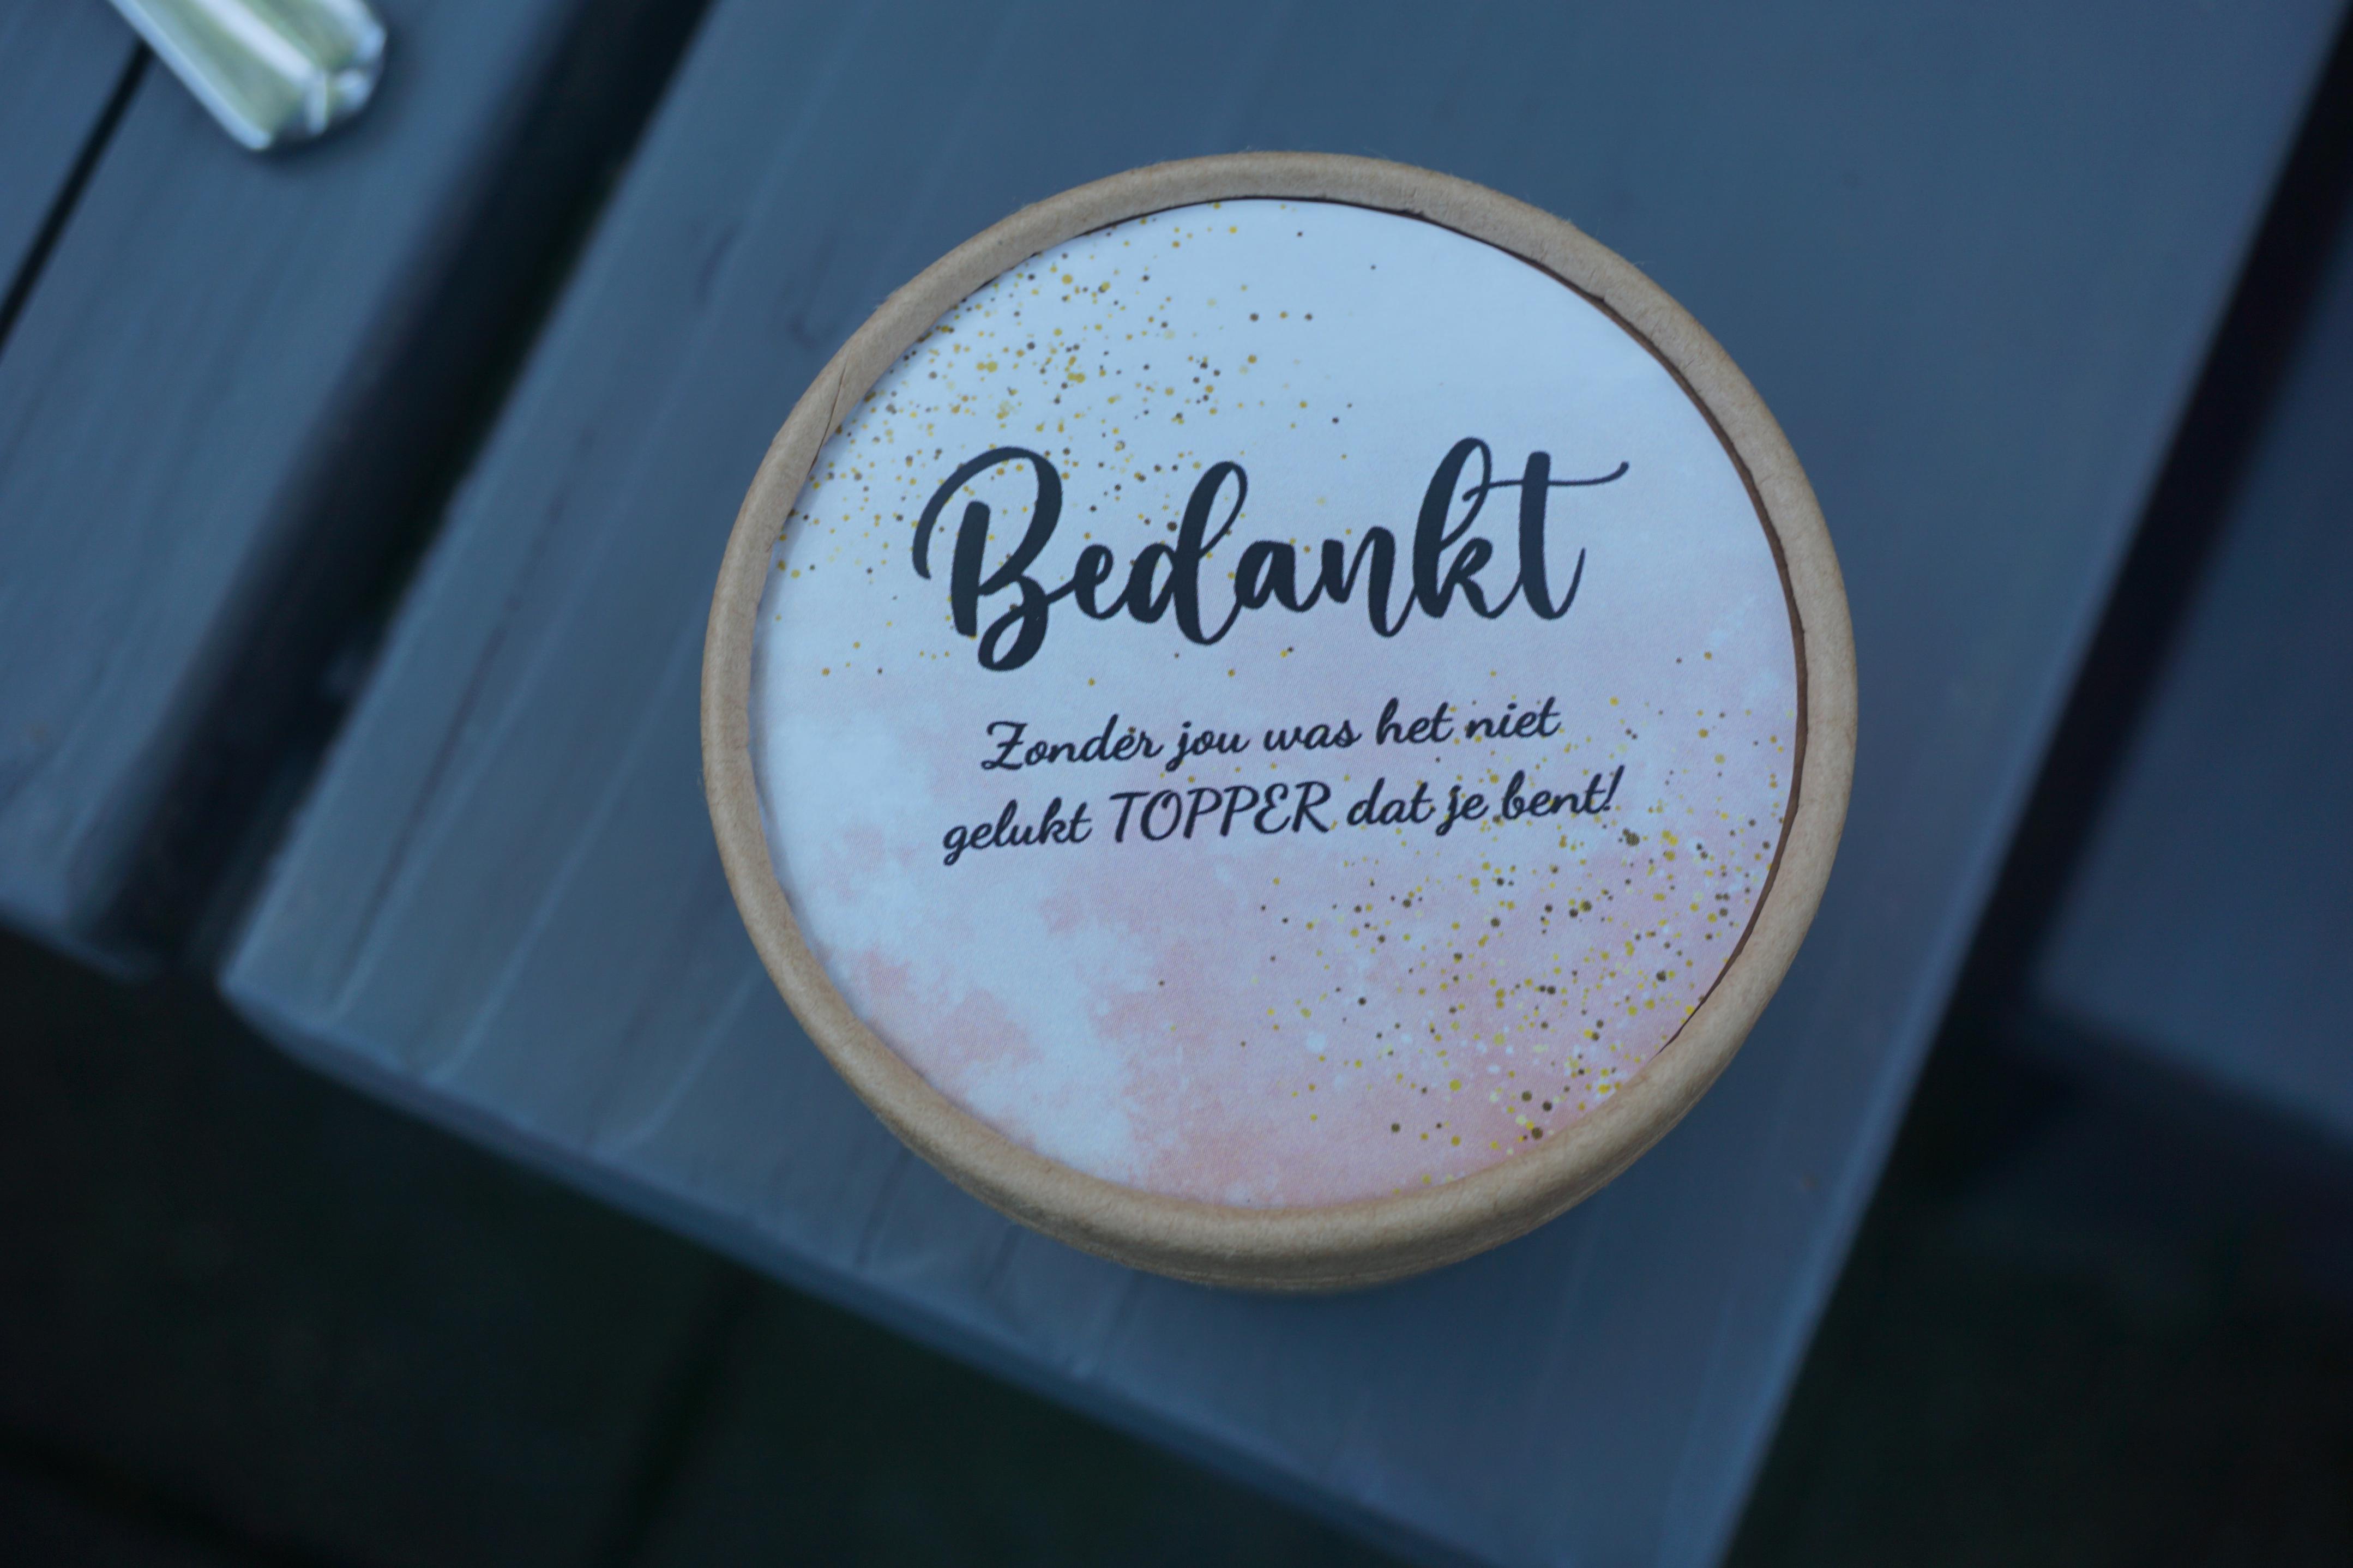 Bedankt
Zonder jou was het niet
gelukt TOPPER dat je bent!